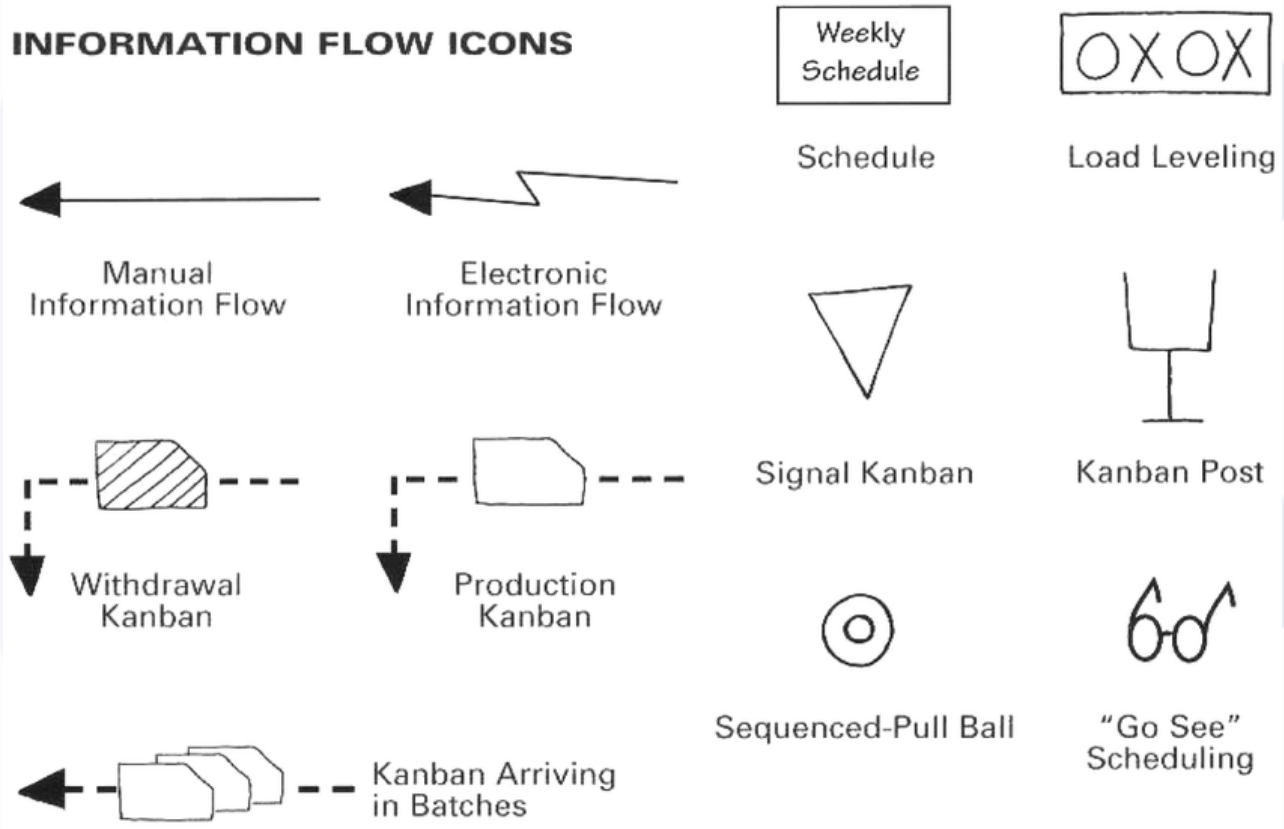 INFORMATION FLOW ICONS
Weekly
Schedule
Schedule
OXOX
Load Leveling
Manual
Information Flow
Electronic
Information Flow
Signal Kanban
Kanban Post
Withdrawal
Kanban
Production
Kanban
Sequenced-Pull Ball
“Go See”
Scheduling
Kanban Arriving
in Batches